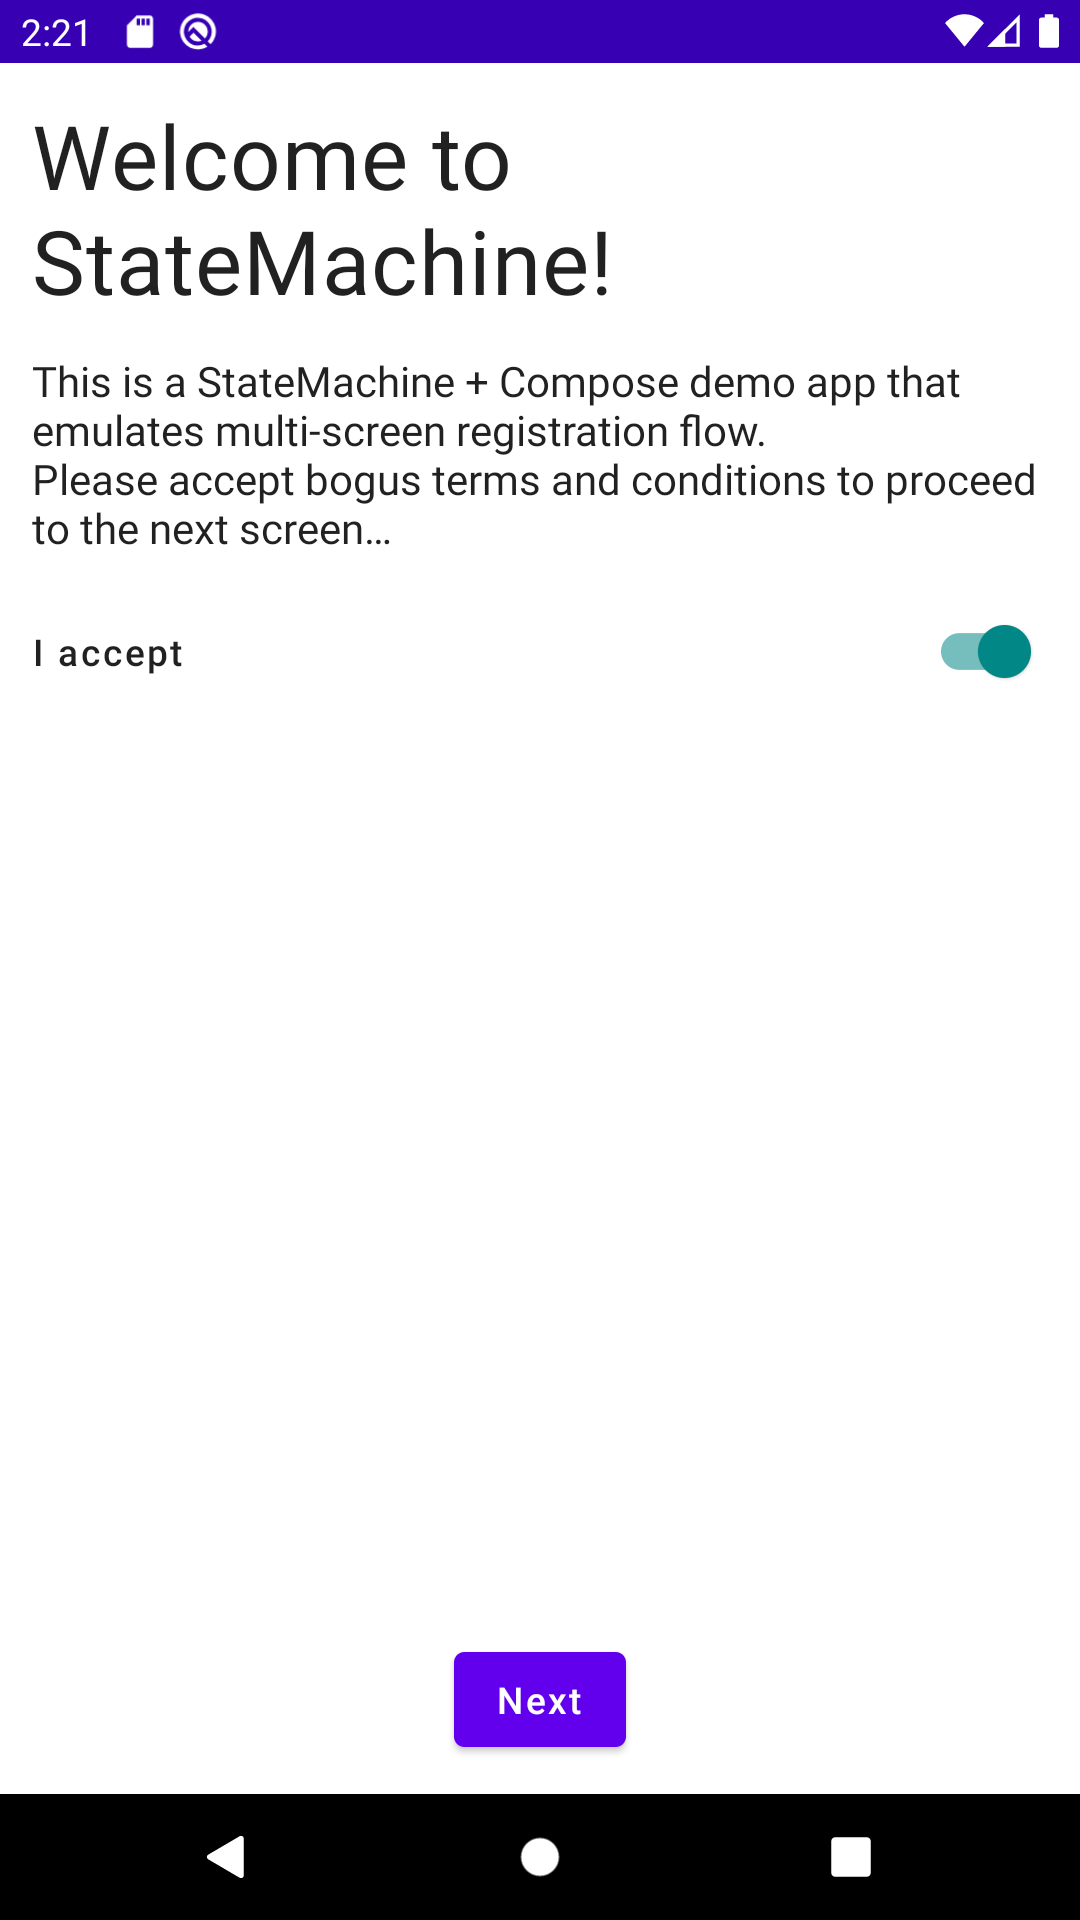 2:21
Welcome to
StateMachine!
This is a StateMachine + Compose demo app that
emulates multi-screen registration flow.
Please accept bogus terms and conditions to proceed
to the next screen…
I accept
Next